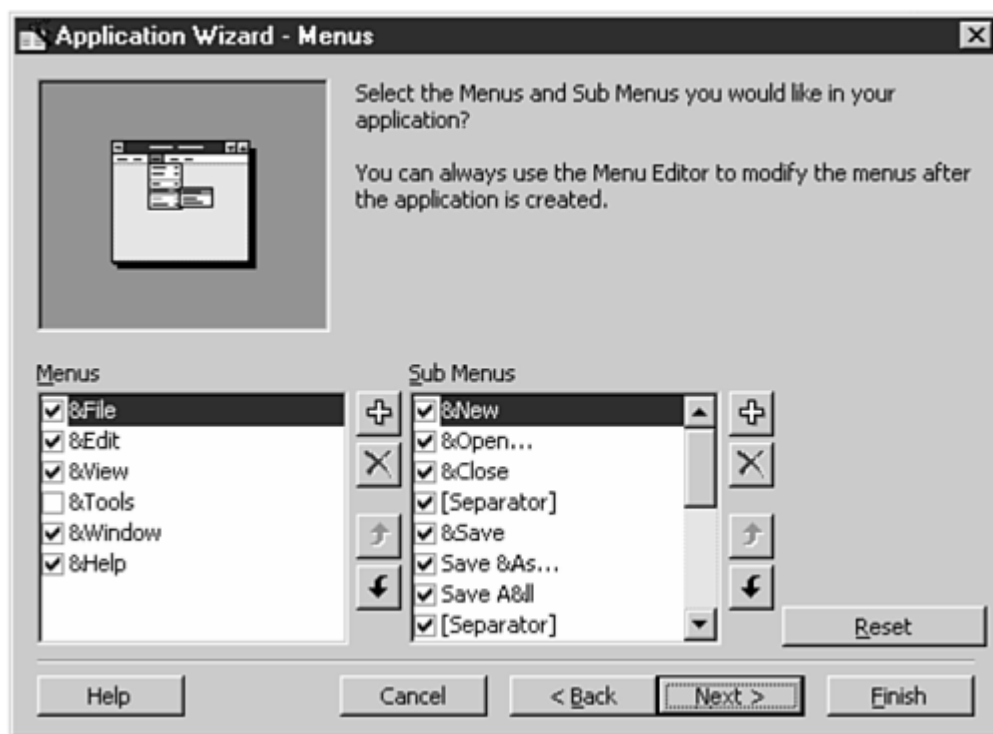 Application Wizard - Menus
Select the Menus and Sub Menus you would like in your
application?
You can always use the Menu Editor to modify the menus after
the application is created.
Menus
&File
&Edit
&View
&Tools
&Window
&Help
Sub Menus
&New
&Open...
&Close
[Separator]
&Save
Save &As...
Save A&ll
[Separator]
Reset
Help
Cancel
< Back
Next >
Finish